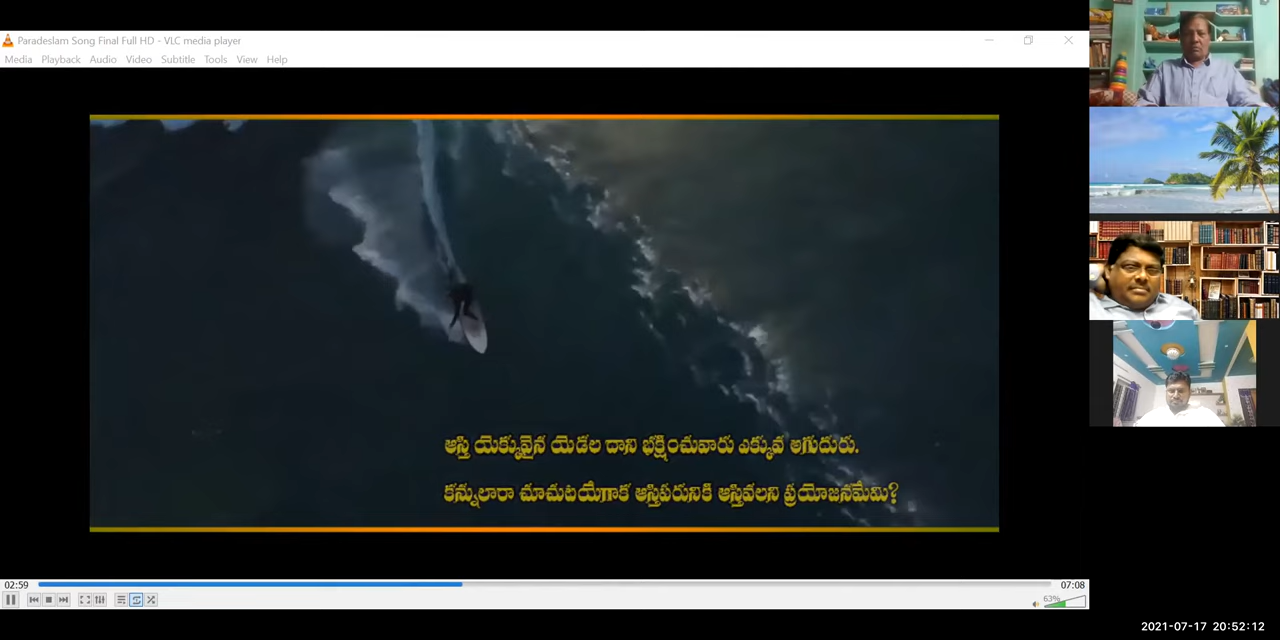 Paradeslam Song Final Full HD - VLC media player
Media Playback Audio Video Subtitle Tools View Help
ఆస్తి యెక్కువైన యెడల దాని భక్షించువారు ఎక్కువ అగుదురు.
కన్నులారా చూచుటయేగాక ఆస్తిపరునికి ఆస్తివలని ప్రయోజనమేమి?
02:59
07:08
63%
2021-07-17 20:52:12